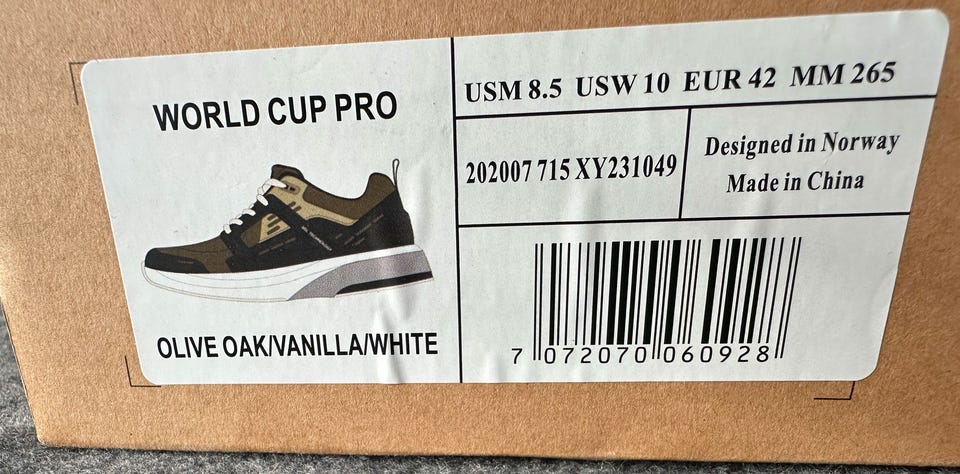 WORLD CUP PRO
OLIVE OAK/VANILLA/WHITE
USM 8.5 USW 10 EUR 42 MM 265
202007 715 XY231049
Designed in Norway
Made in China
7 072070 060928